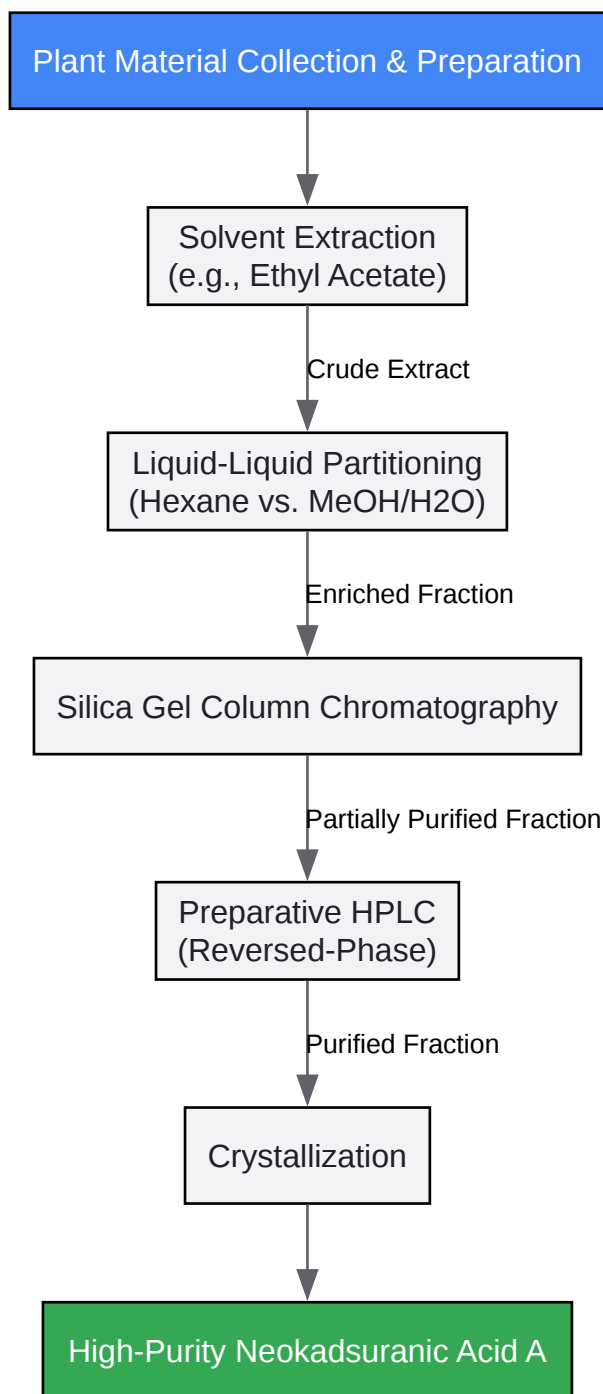 Plant Material Collection & Preparation
Solvent Extraction
(e.g., Ethyl Acetate)
Crude Extract
Liquid-Liquid Partitioning
(Hexane vs. MeOH/H2O)
Enriched Fraction
Silica Gel Column Chromatography
Partially Purified Fraction
Preparative HPLC
(Reversed-Phase)
Purified Fraction
Crystallization
High-Purity Neokadsuranic Acid A